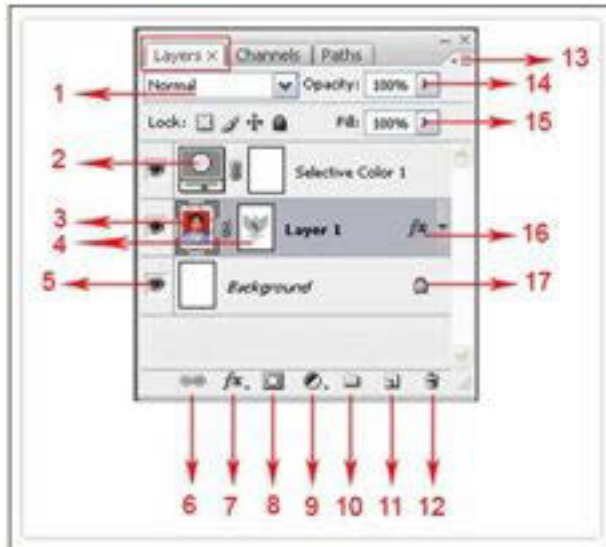 Layers × Channels Paths
13
1 Normal Opacity: 100% 14
Lock: Fill: 100% 15
2 Selective Color 1
3
4 Layer 1 fx 16
5 Background 17
fx.
6 7 8 9 10 11 12